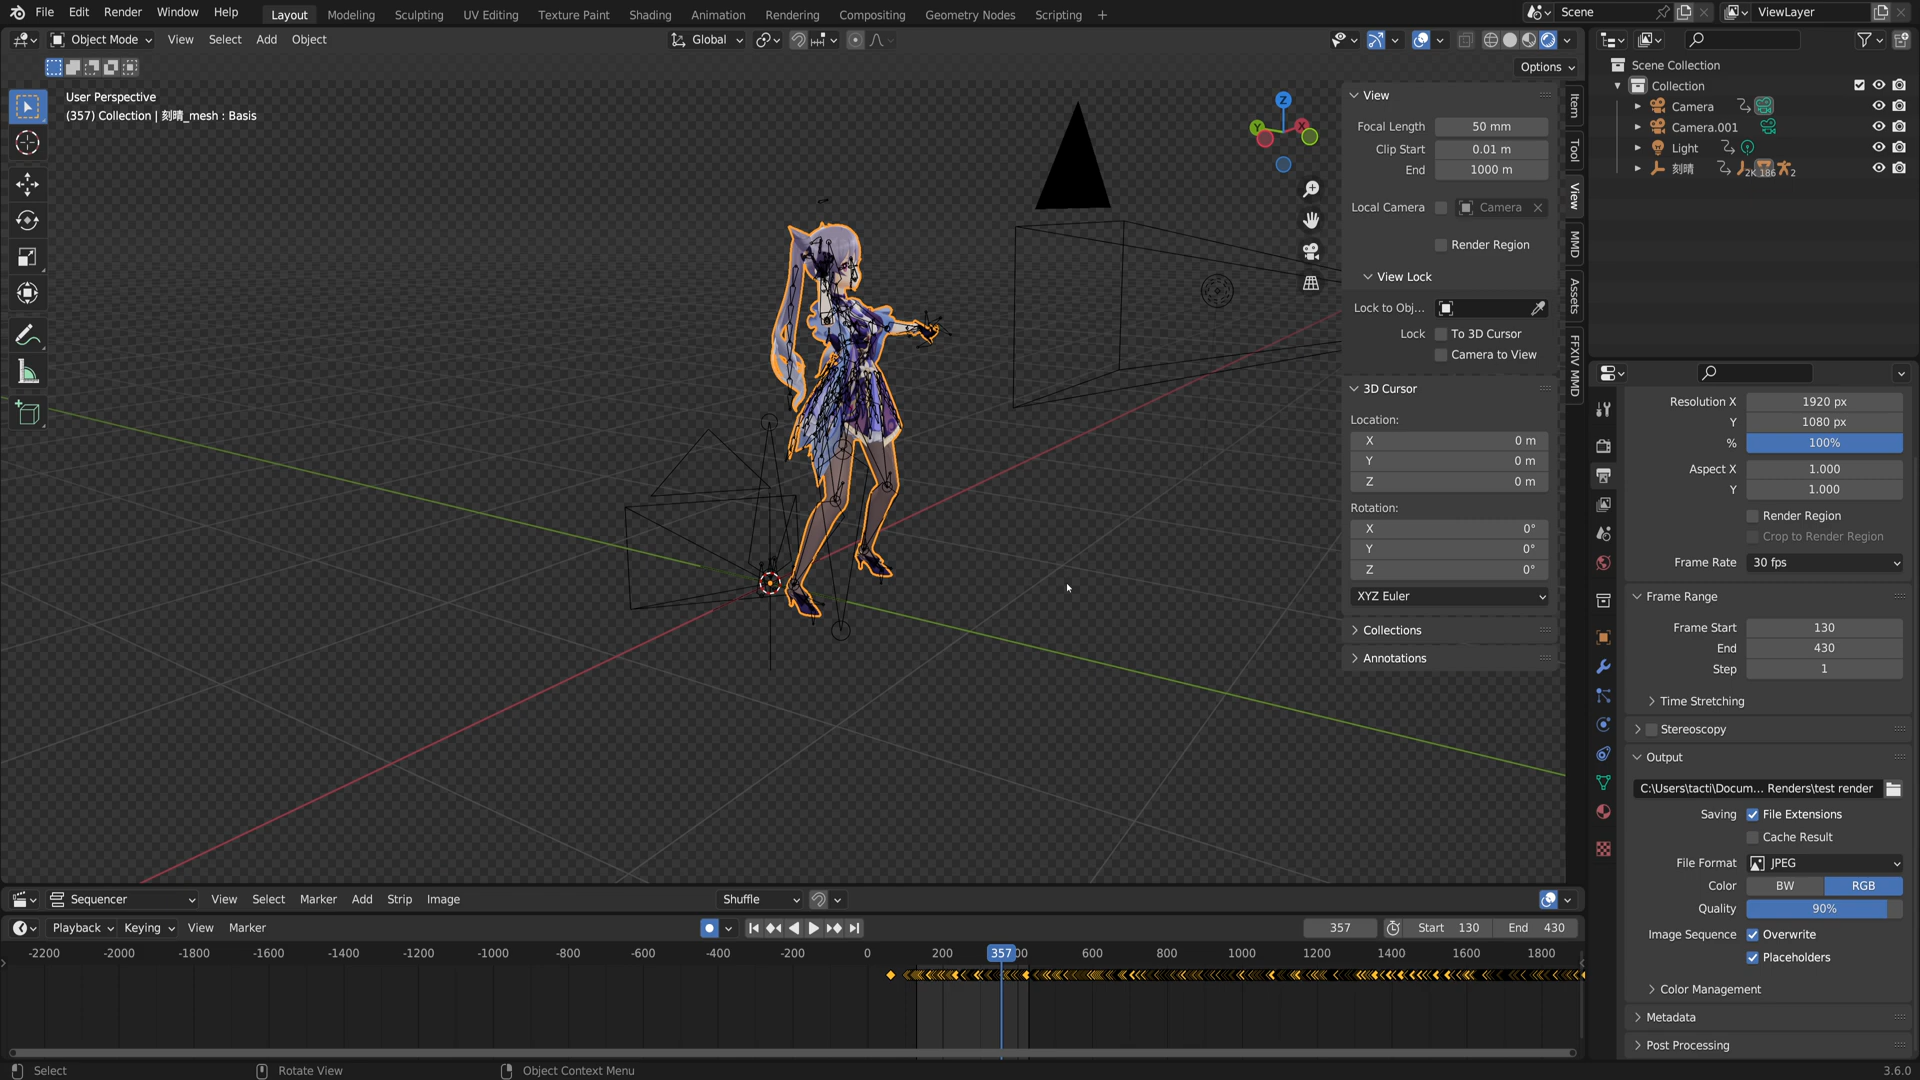 File Edit Render Window Help Layout Modeling Sculpting UV Editing Texture Paint Shading Animation Rendering Compositing Geometry Nodes Scripting + Scene ViewLayer
Object Mode View Select Add Object Global
Options
User Perspective
(357) Collection | 刻晴_mesh : Basis
Z
Y
X
View
Focal Length 50 mm
Clip Start 0.01 m
End 1000 m
Local Camera Camera
Render Region
View Lock
Lock to Obj...
Lock To 3D Cursor
Camera to View
3D Cursor
Location:
X 0 m
Y 0 m
Z 0 m
Rotation:
X 0°
Y 0°
Z 0°
XYZ Euler
Collections
Annotations
Item
Tool
View
MMD
Assets
FFXIV MMD
Scene Collection
Collection
Camera
Camera.001
Light
刻晴 2K 186 2
Resolution X 1920 px
Y 1080 px
% 100%
Aspect X 1.000
Y 1.000
Render Region
Crop to Render Region
Frame Rate 30 fps
Frame Range
Frame Start 130
End 430
Step 1
Time Stretching
Stereoscopy
Output
C:\Users\tacti\Docum... Renders\test render
Saving File Extensions
Cache Result
File Format JPEG
Color BW RGB
Quality 90%
Image Sequence Overwrite
Placeholders
Color Management
Metadata
Post Processing
Sequencer View Select Marker Add Strip Image Shuffle
Playback Keying View Marker 357 Start 130 End 430
-2200 -2000 -1800 -1600 -1400 -1200 -1000 -800 -600 -400 -200 0 200 357 00 600 800 1000 1200 1400 1600 1800
Select Rotate View Object Context Menu 3.6.0